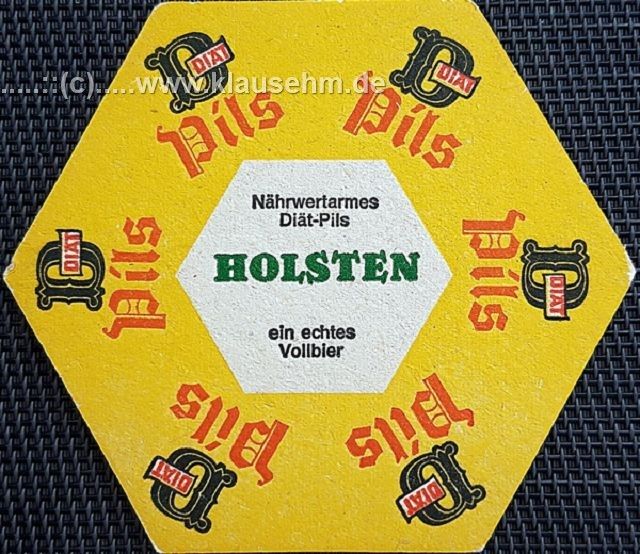 DIÄT
Pils
DIÄT
Pils
......::(c).....www.klausehm.de
Nährwertarmes
Diät-Pils
HOLSTEN
ein echtes
Vollbier
DIÄT
Pils
DIÄT
Pils
DIÄT
Pils
DIÄT
Pils